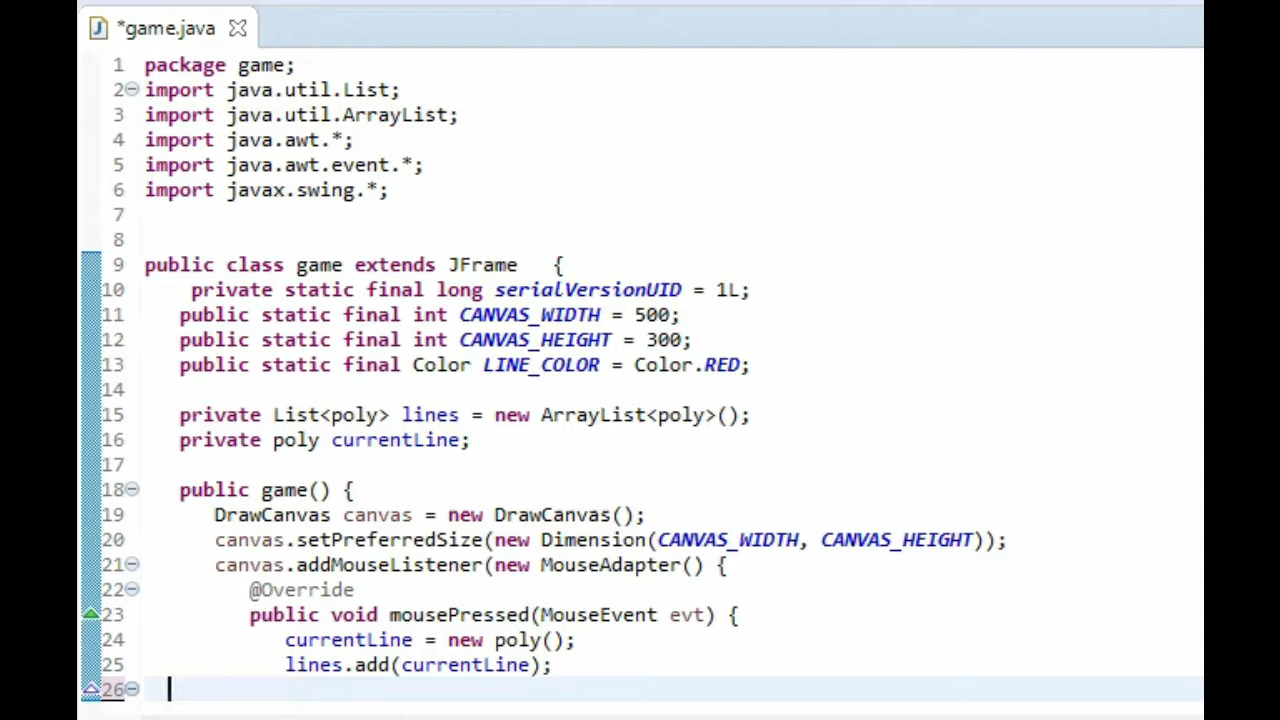 *game.java
1 package game;
2 import java.util.List;
3 import java.util.ArrayList;
4 import java.awt.*;
5 import java.awt.event.*;
6 import javax.swing.*;
7
8
9 public class game extends JFrame   {
10     private static final long serialVersionUID = 1L;
11    public static final int CANVAS_WIDTH = 500;
12    public static final int CANVAS_HEIGHT = 300;
13    public static final Color LINE_COLOR = Color.RED;
14
15    private List<poly> lines = new ArrayList<poly>();
16    private poly currentLine;
17
18    public game() {
19       DrawCanvas canvas = new DrawCanvas();
20       canvas.setPreferredSize(new Dimension(CANVAS_WIDTH, CANVAS_HEIGHT));
21       canvas.addMouseListener(new MouseAdapter() {
22          @Override
23          public void mousePressed(MouseEvent evt) {
24             currentLine = new poly();
25             lines.add(currentLine);
26